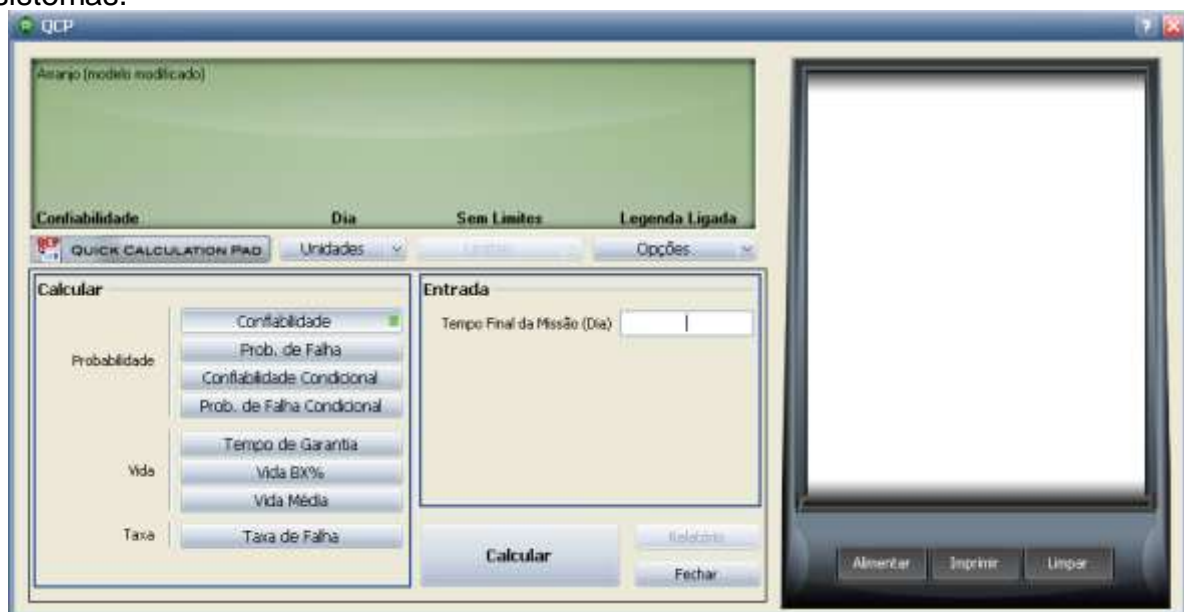 sistemas.
QCP
Arranjo (modelo modificado)
Confiabilidade Dia Sem Limites Legenda Ligada
QCP QUICK CALCULATION PAD Unidades Opções
Calcular
Entrada
Confiabilidade
Tempo Final da Missão (Dia)
Probabilidade
Prob. de Falha
Confiabilidade Condicional
Prob. de Falha Condicional
Tempo de Garantia
Vida
Vida BX%
Vida Média
Taxa
Taxa de Falha
Calcular
Relatório
Fechar
Alimentar Imprimir Limpar